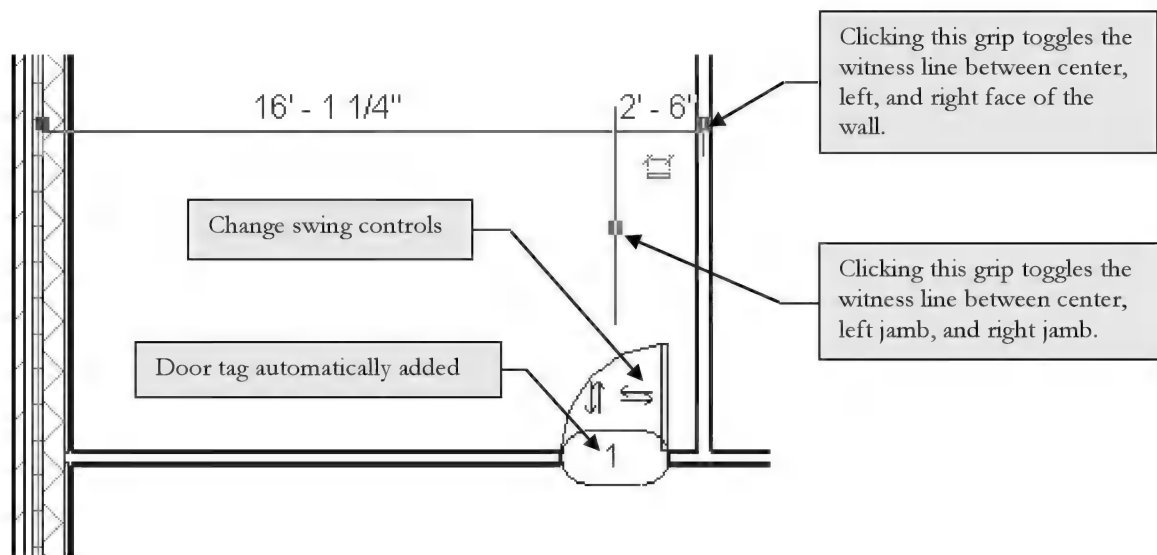 Clicking this grip toggles the
witness line between center,
left, and right face of the
wall.
16' - 1 1/4"
2' - 6"
Change swing controls
Clicking this grip toggles the
witness line between center,
left jamb, and right jamb.
Door tag automatically added
1